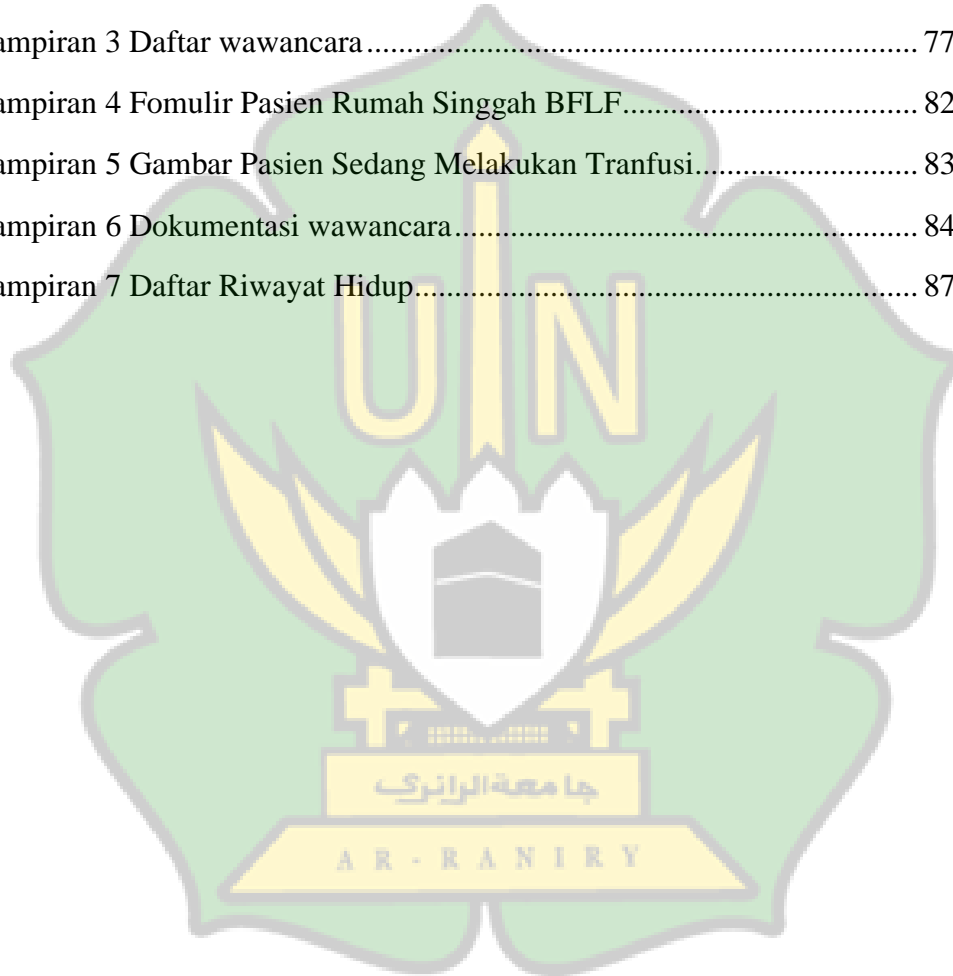 ampiran 3 Daftar wawancara.......................................................................... 77
ampiran 4 Fomulir Pasien Rumah Singgah BFLF........................................ 82
ampiran 5 Gambar Pasien Sedang Melakukan Tranfusi.............................. 83
ampiran 6 Dokumentasi wawancara.............................................................. 84
ampiran 7 Daftar Riwayat Hidup................................................................... 87
UIN
جامعة الرانري
AR-RANIRY